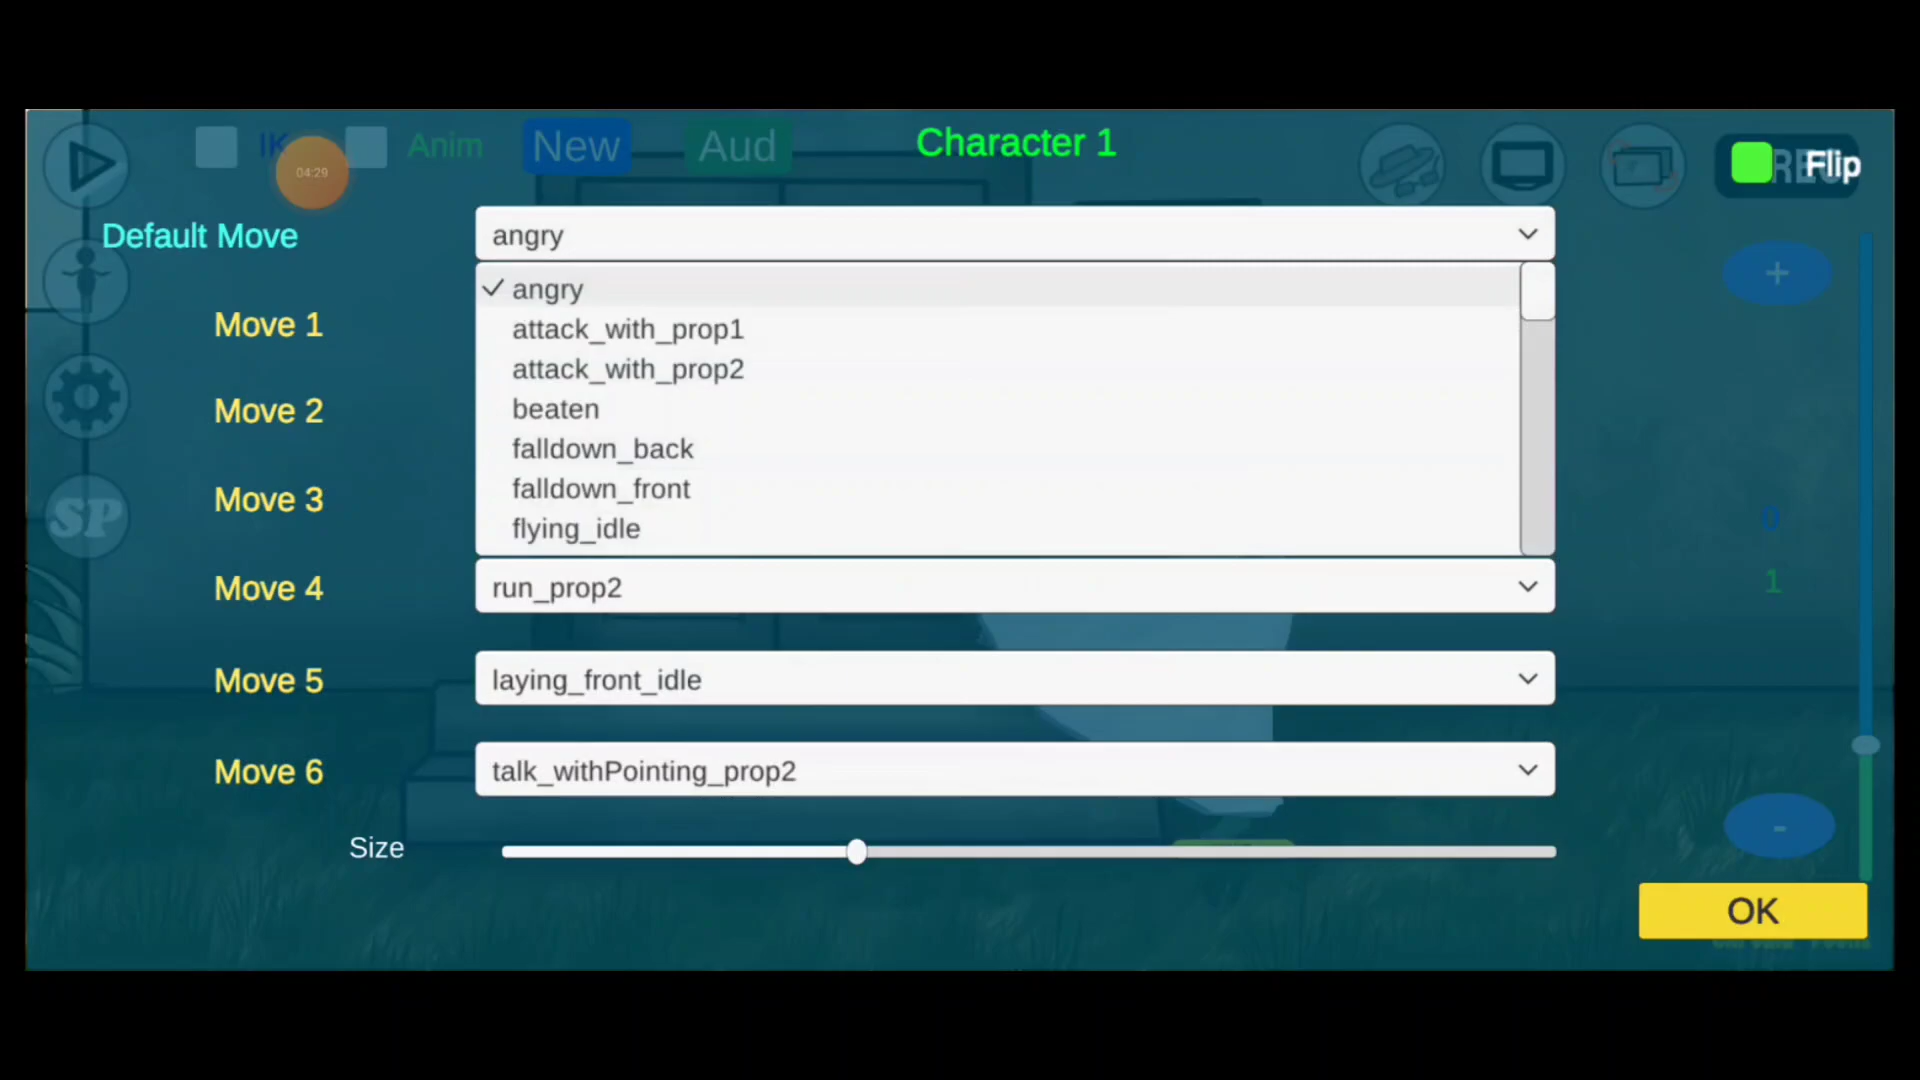 IK
04:29
Anim
New
Aud
Character 1
Flip
Default Move
angry
angry
attack_with_prop1
attack_with_prop2
beaten
falldown_back
falldown_front
flying_idle
Move 1
Move 2
Move 3
Move 4
run_prop2
Move 5
laying_front_idle
Move 6
talk_withPointing_prop2
Size
SP
+
0
1
-
OK